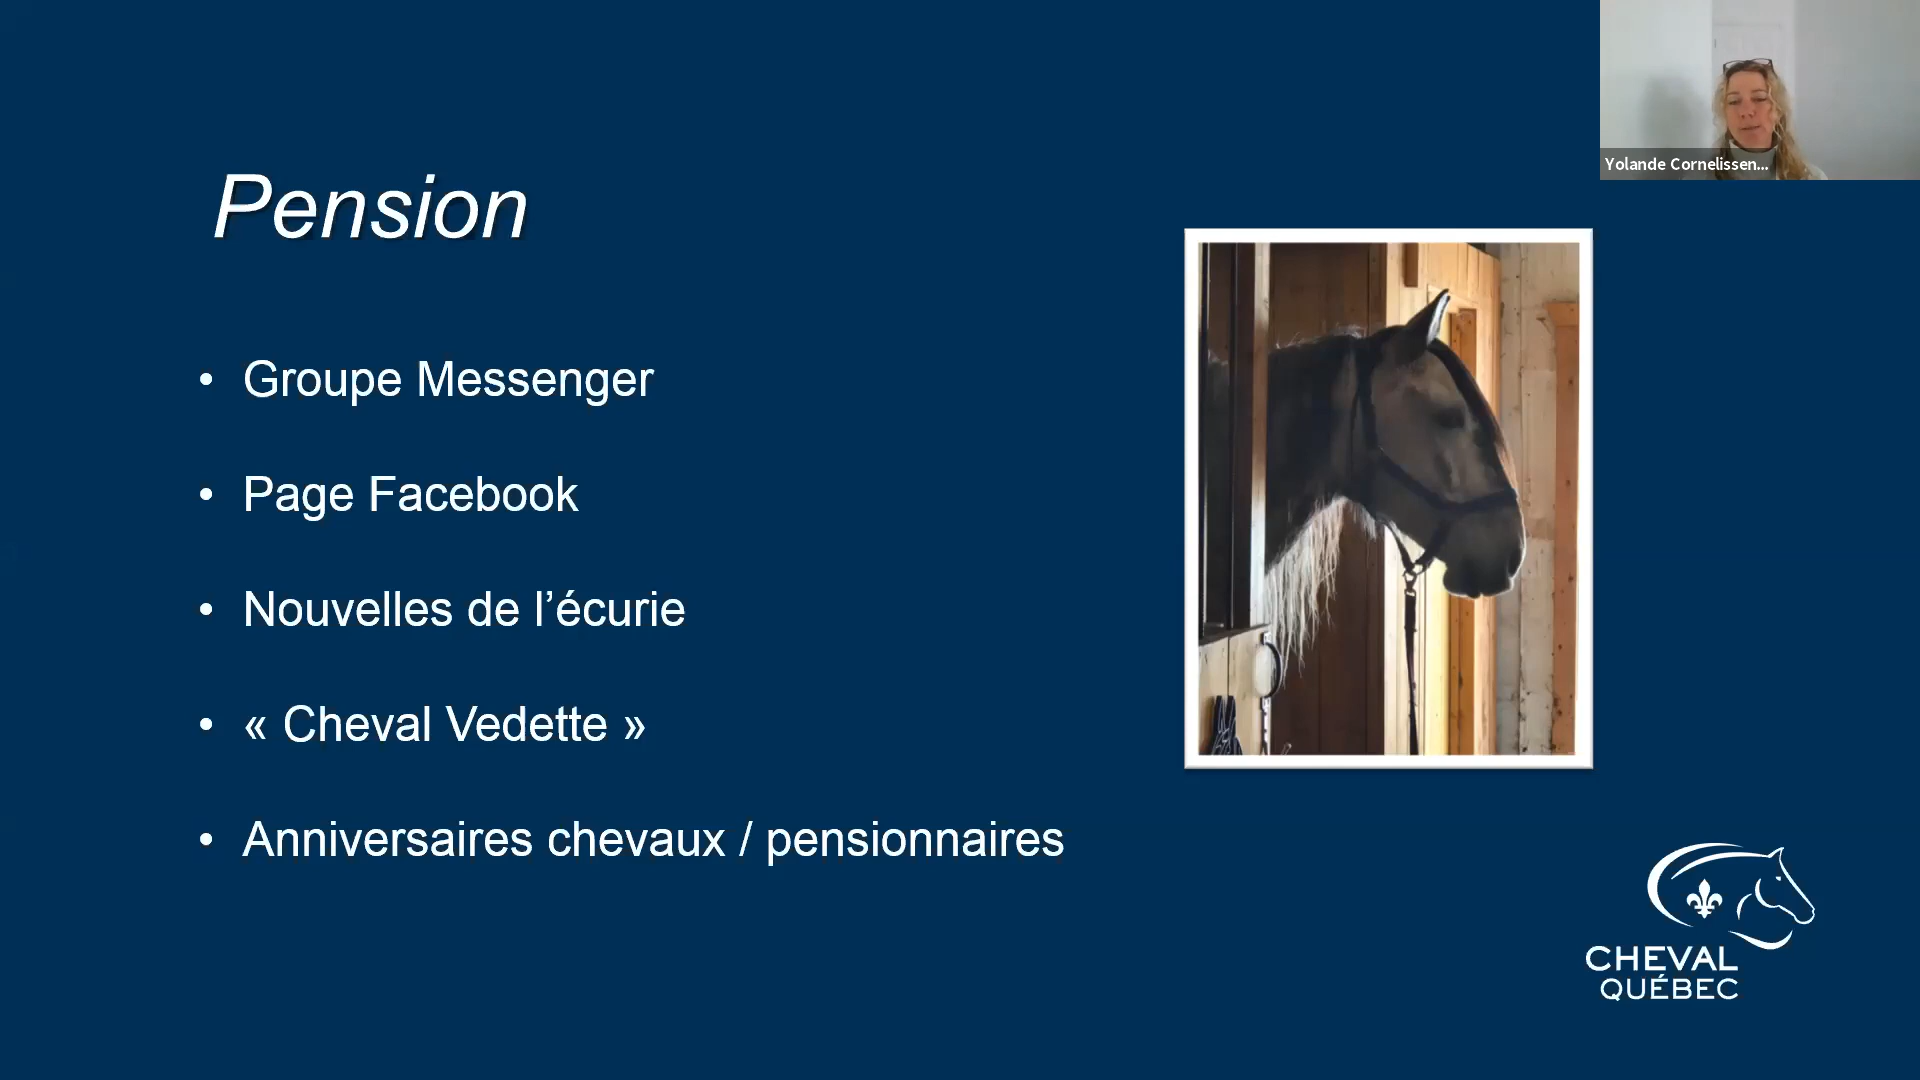 Yolande Cornelissen...
Pension
• Groupe Messenger
• Page Facebook
• Nouvelles de l’écurie
• « Cheval Vedette »
• Anniversaires chevaux / pensionnaires
CHEVAL
QUÉBEC